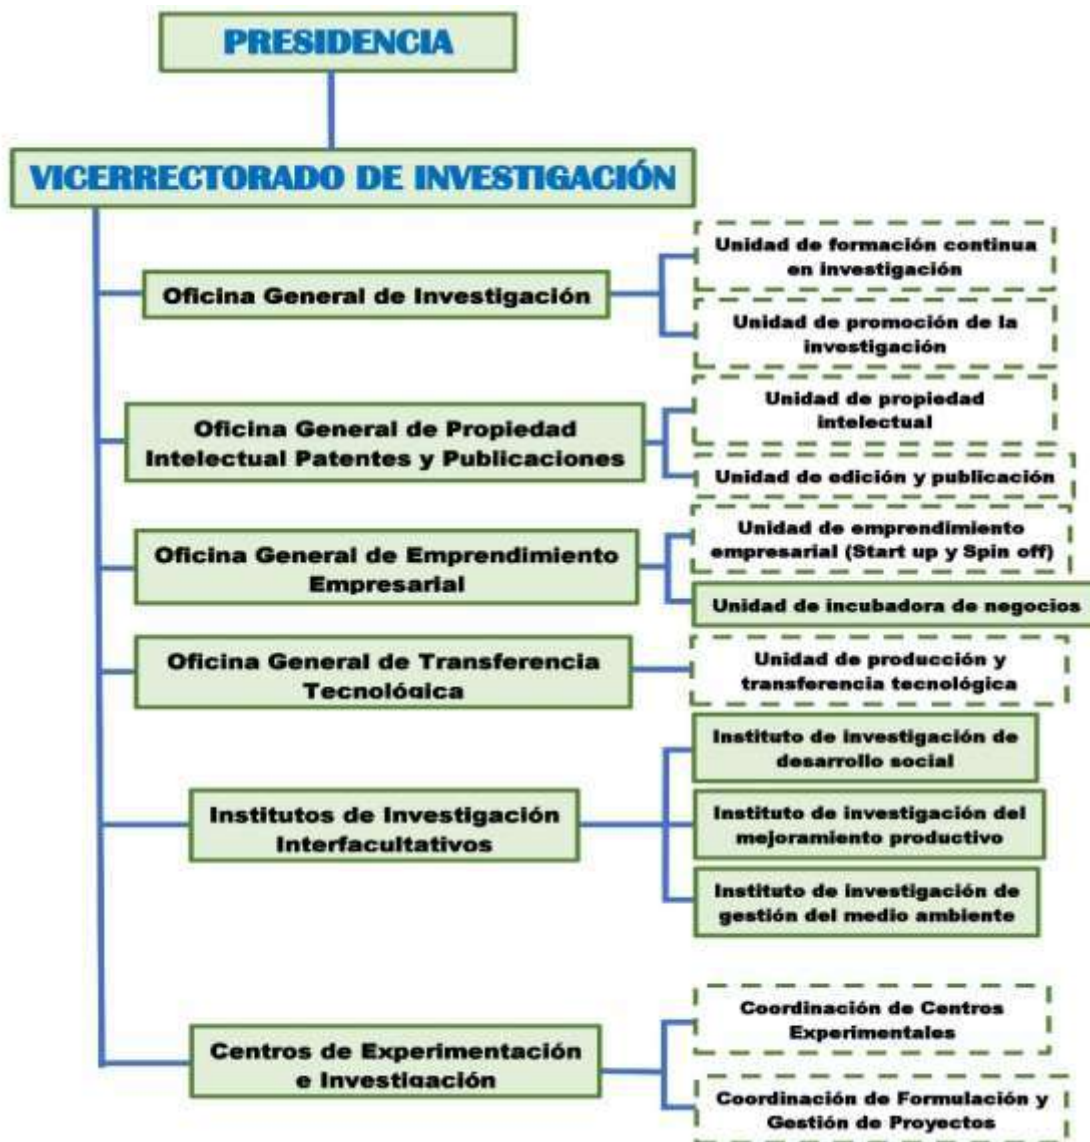 PRESIDENCIA
VICERRECTORADO DE INVESTIGACIÓN
Oficina General de Investigación
Unidad de formación continua
en investigación
Unidad de promoción de la
investigación
Oficina General de Propiedad
Intelectual Patentes y Publicaciones
Unidad de propiedad
intelectual
Unidad de edición y publicación
Oficina General de Emprendimiento
Empresarial
Unidad de emprendimiento
empresarial (Start up y Spin off)
Unidad de incubadora de negocios
Oficina General de Transferencia
Tecnológica
Unidad de producción y
transferencia tecnológica
Institutos de Investigación
Interfacultativos
Instituto de investigación de
desarrollo social
Instituto de investigación del
mejoramiento productivo
Instituto de investigación de
gestión del medio ambiente
Centros de Experimentación
e Investigación
Coordinación de Centros
Experimentales
Coordinación de Formulación y
Gestión de Proyectos